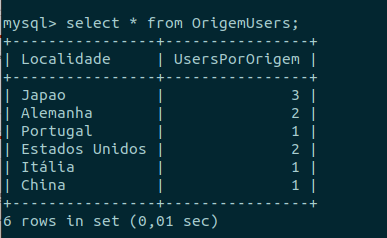 mysql> select * from OrigemUsers;
+----------------+----------------+
| Localidade     | UsersPorOrigem |
+----------------+----------------+
| Japao          |              3 |
| Alemanha       |              2 |
| Portugal       |              1 |
| Estados Unidos |              2 |
| Itália         |              1 |
| China          |              1 |
+----------------+----------------+
6 rows in set (0,01 sec)